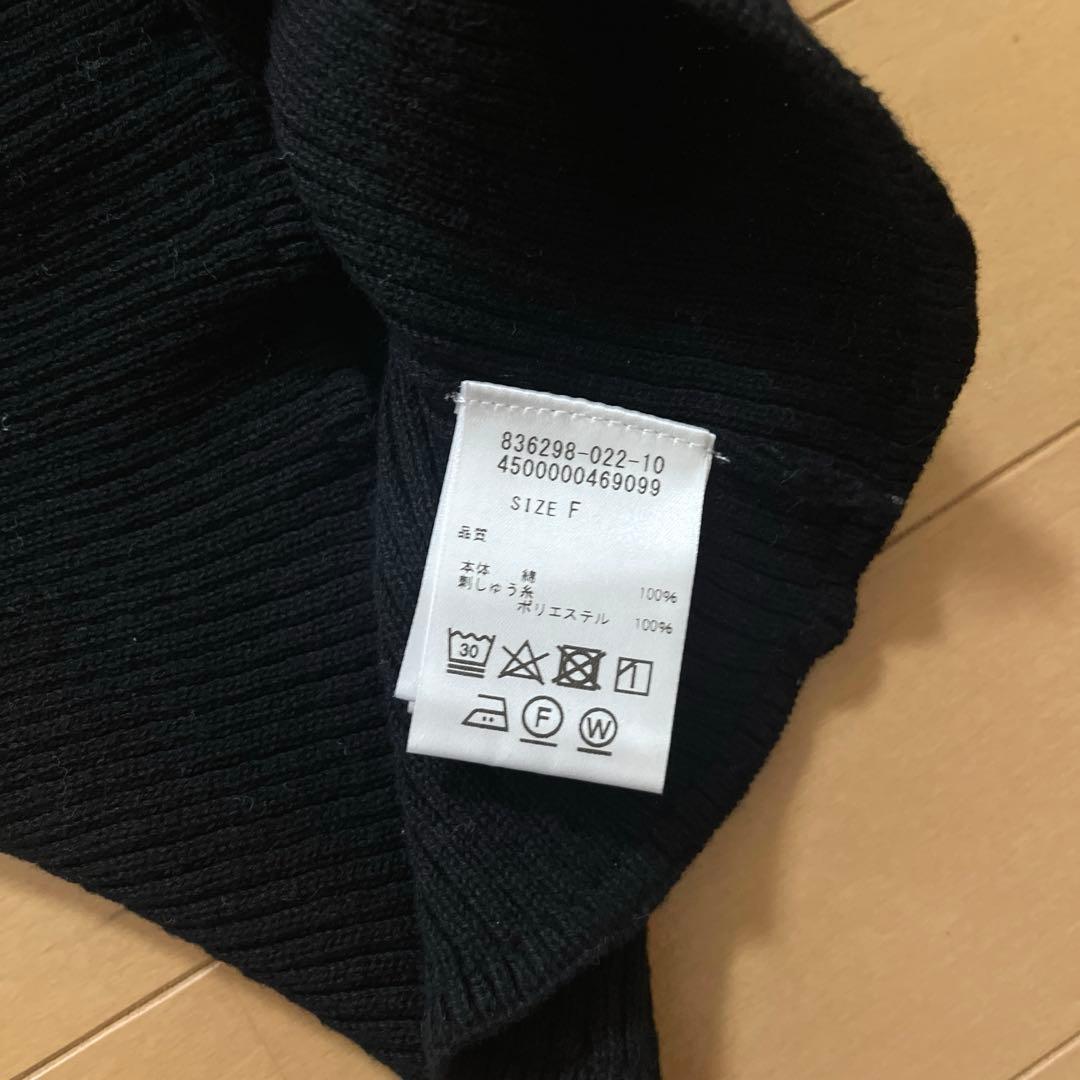 836298-022-10
4500000469099
SIZE F
品質
本体 綿 100%
刺しゅう糸
ポリエステル 100%
30
F
W